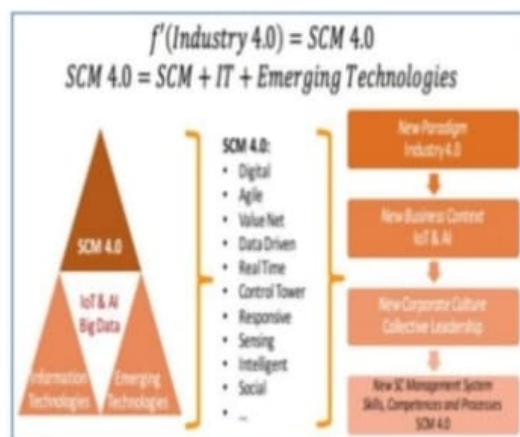 f'(Industry 4.0) = SCM 4.0
SCM 4.0 = SCM + IT + Emerging Technologies
SCM 4.0
IoT & AI
Big Data
Information
Technologies
Emerging
Technologies
SCM 4.0:
• Digital
• Agile
• Value Net
• Data Driven
• Real Time
• Control Tower
• Responsive
• Sensing
• Intelligent
• Social
• ...
New Paradigm
Industry 4.0
New Business Context
IoT & AI
New Corporate Culture
Collective Leadership
New SC Management System
Skills, Competences and Processes
SCM 4.0